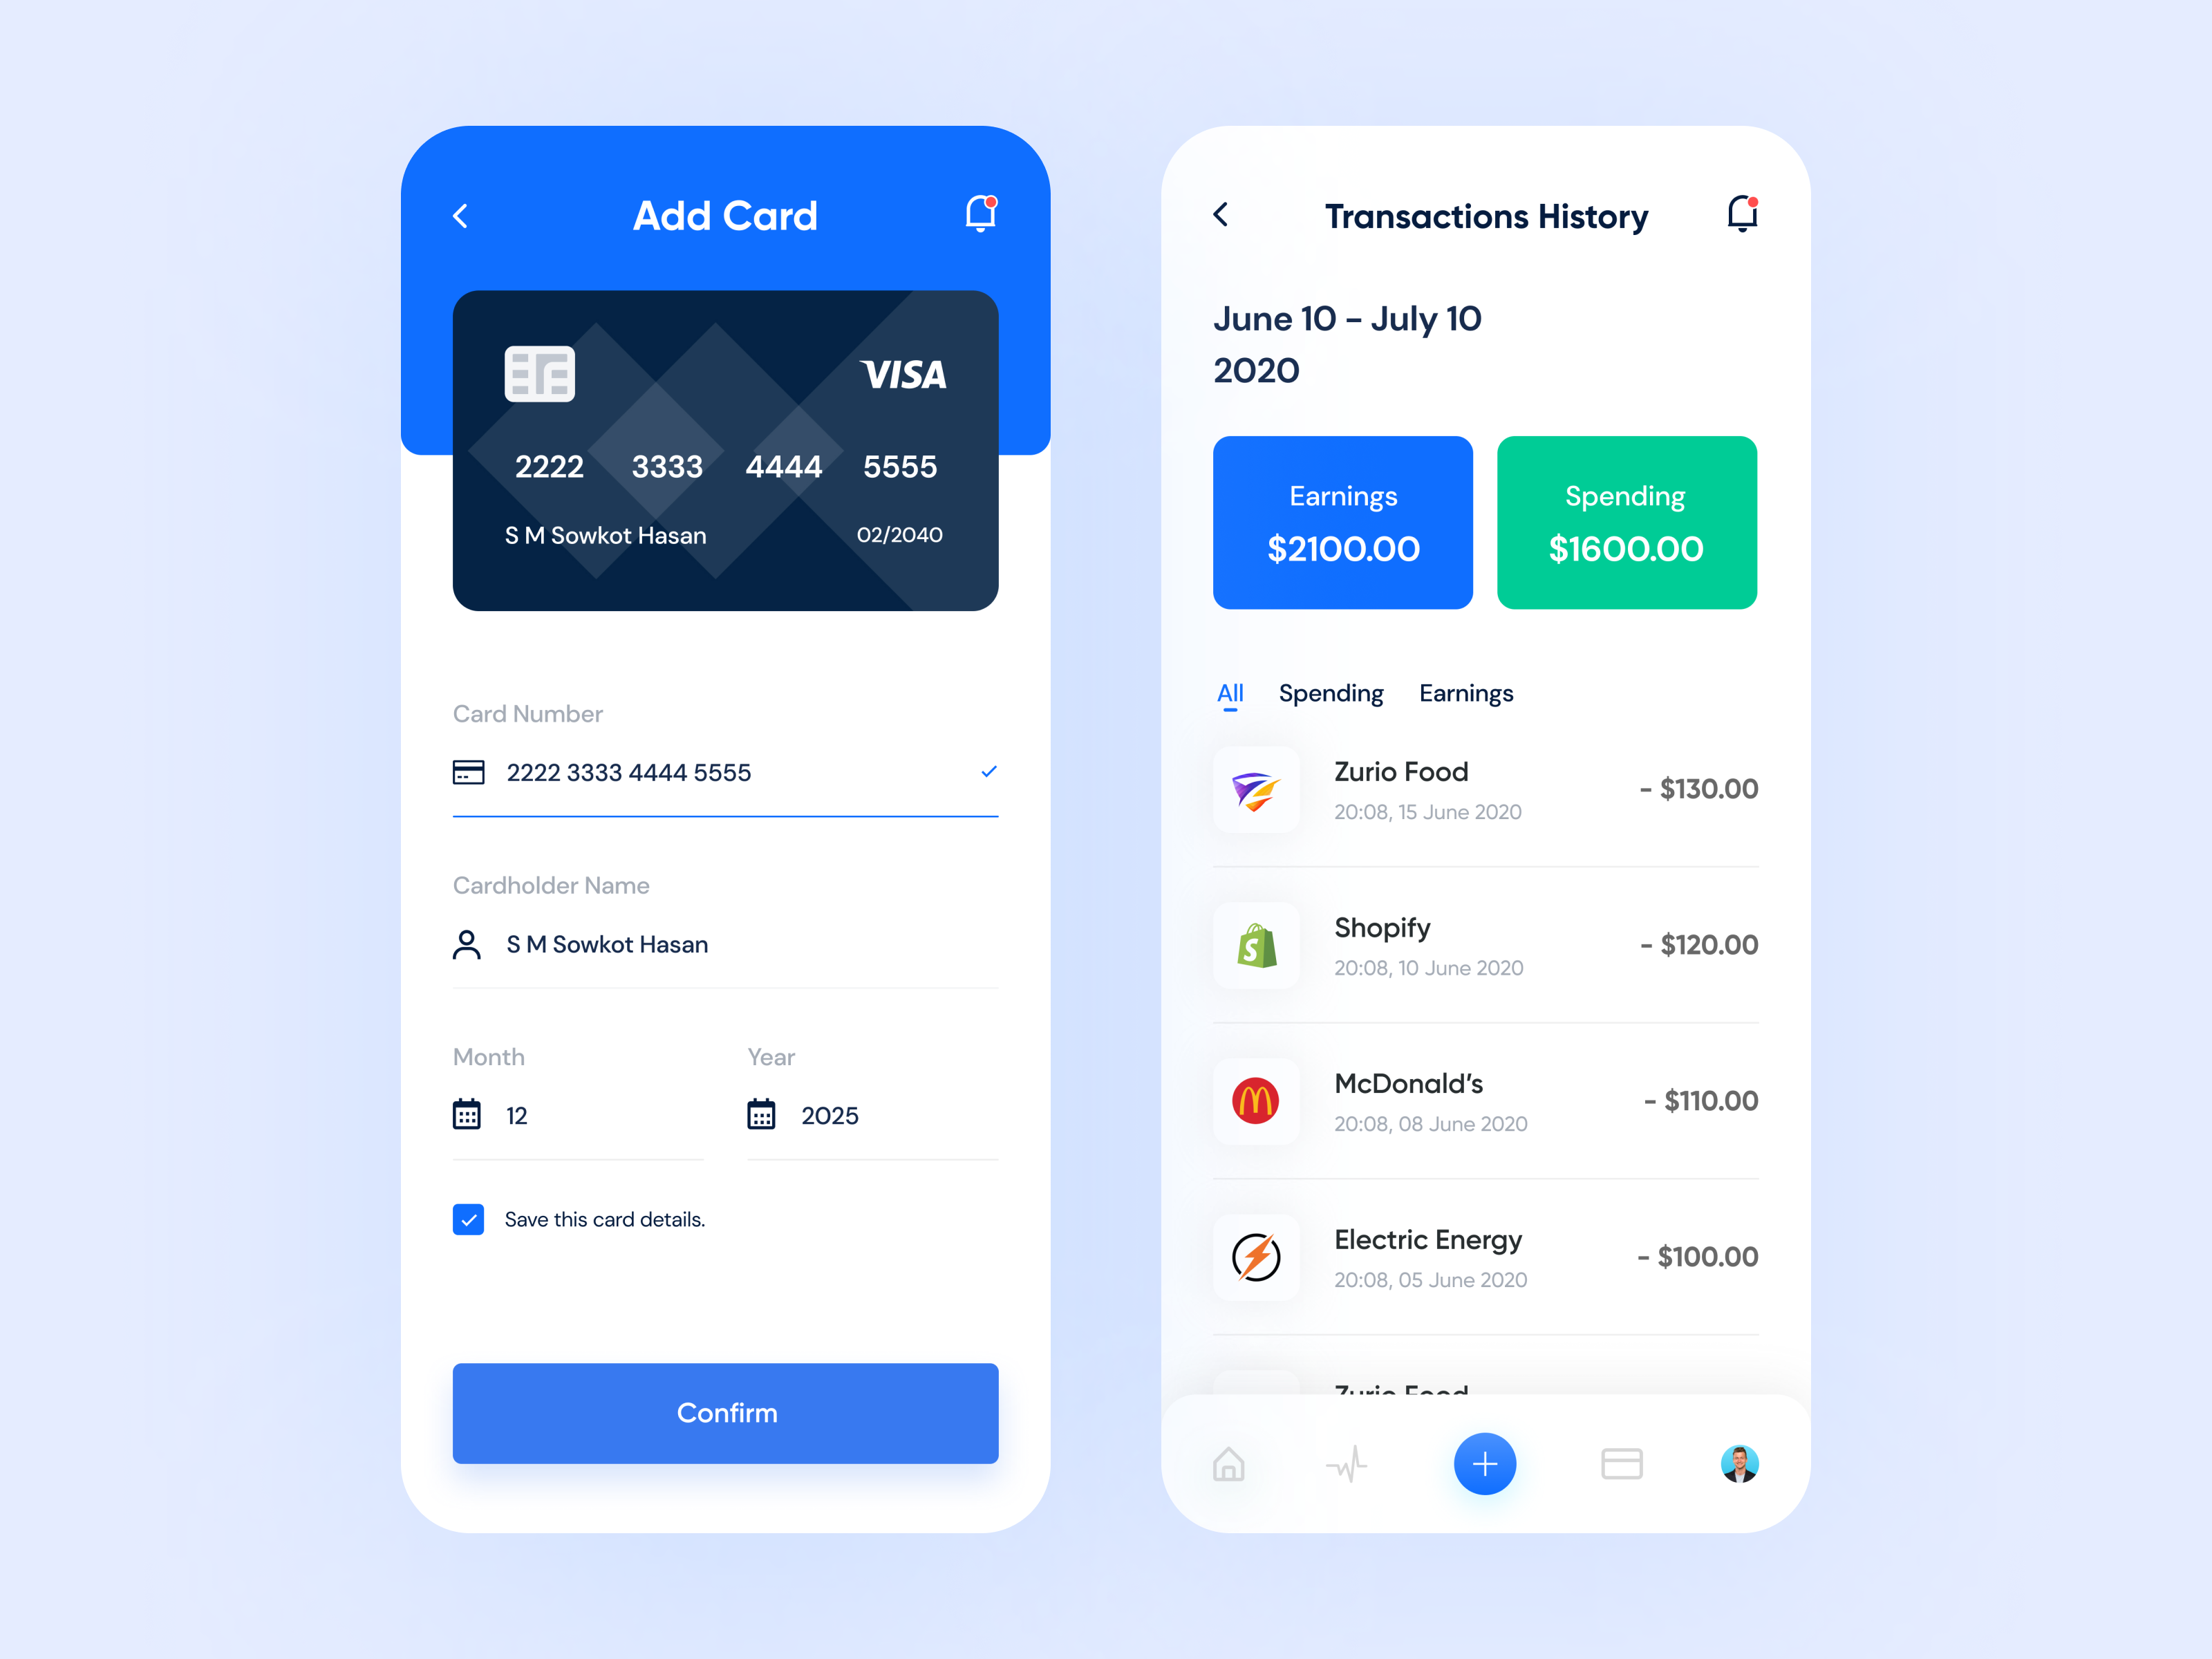 Add Card
VISA
2222 3333 4444 5555
S M Sowkot Hasan 02/2040
Card Number
2222 3333 4444 5555
Cardholder Name
S M Sowkot Hasan
Month Year
12 2025
Save this card details.
Confirm
Transactions History
June 10 – July 10
2020
Earnings Spending
$2100.00 $1600.00
All Spending Earnings
Zurio Food
20:08, 15 June 2020
- $130.00
Shopify
20:08, 10 June 2020
- $120.00
McDonald’s
20:08, 08 June 2020
- $110.00
Electric Energy
20:08, 05 June 2020
- $100.00
Zurio Food